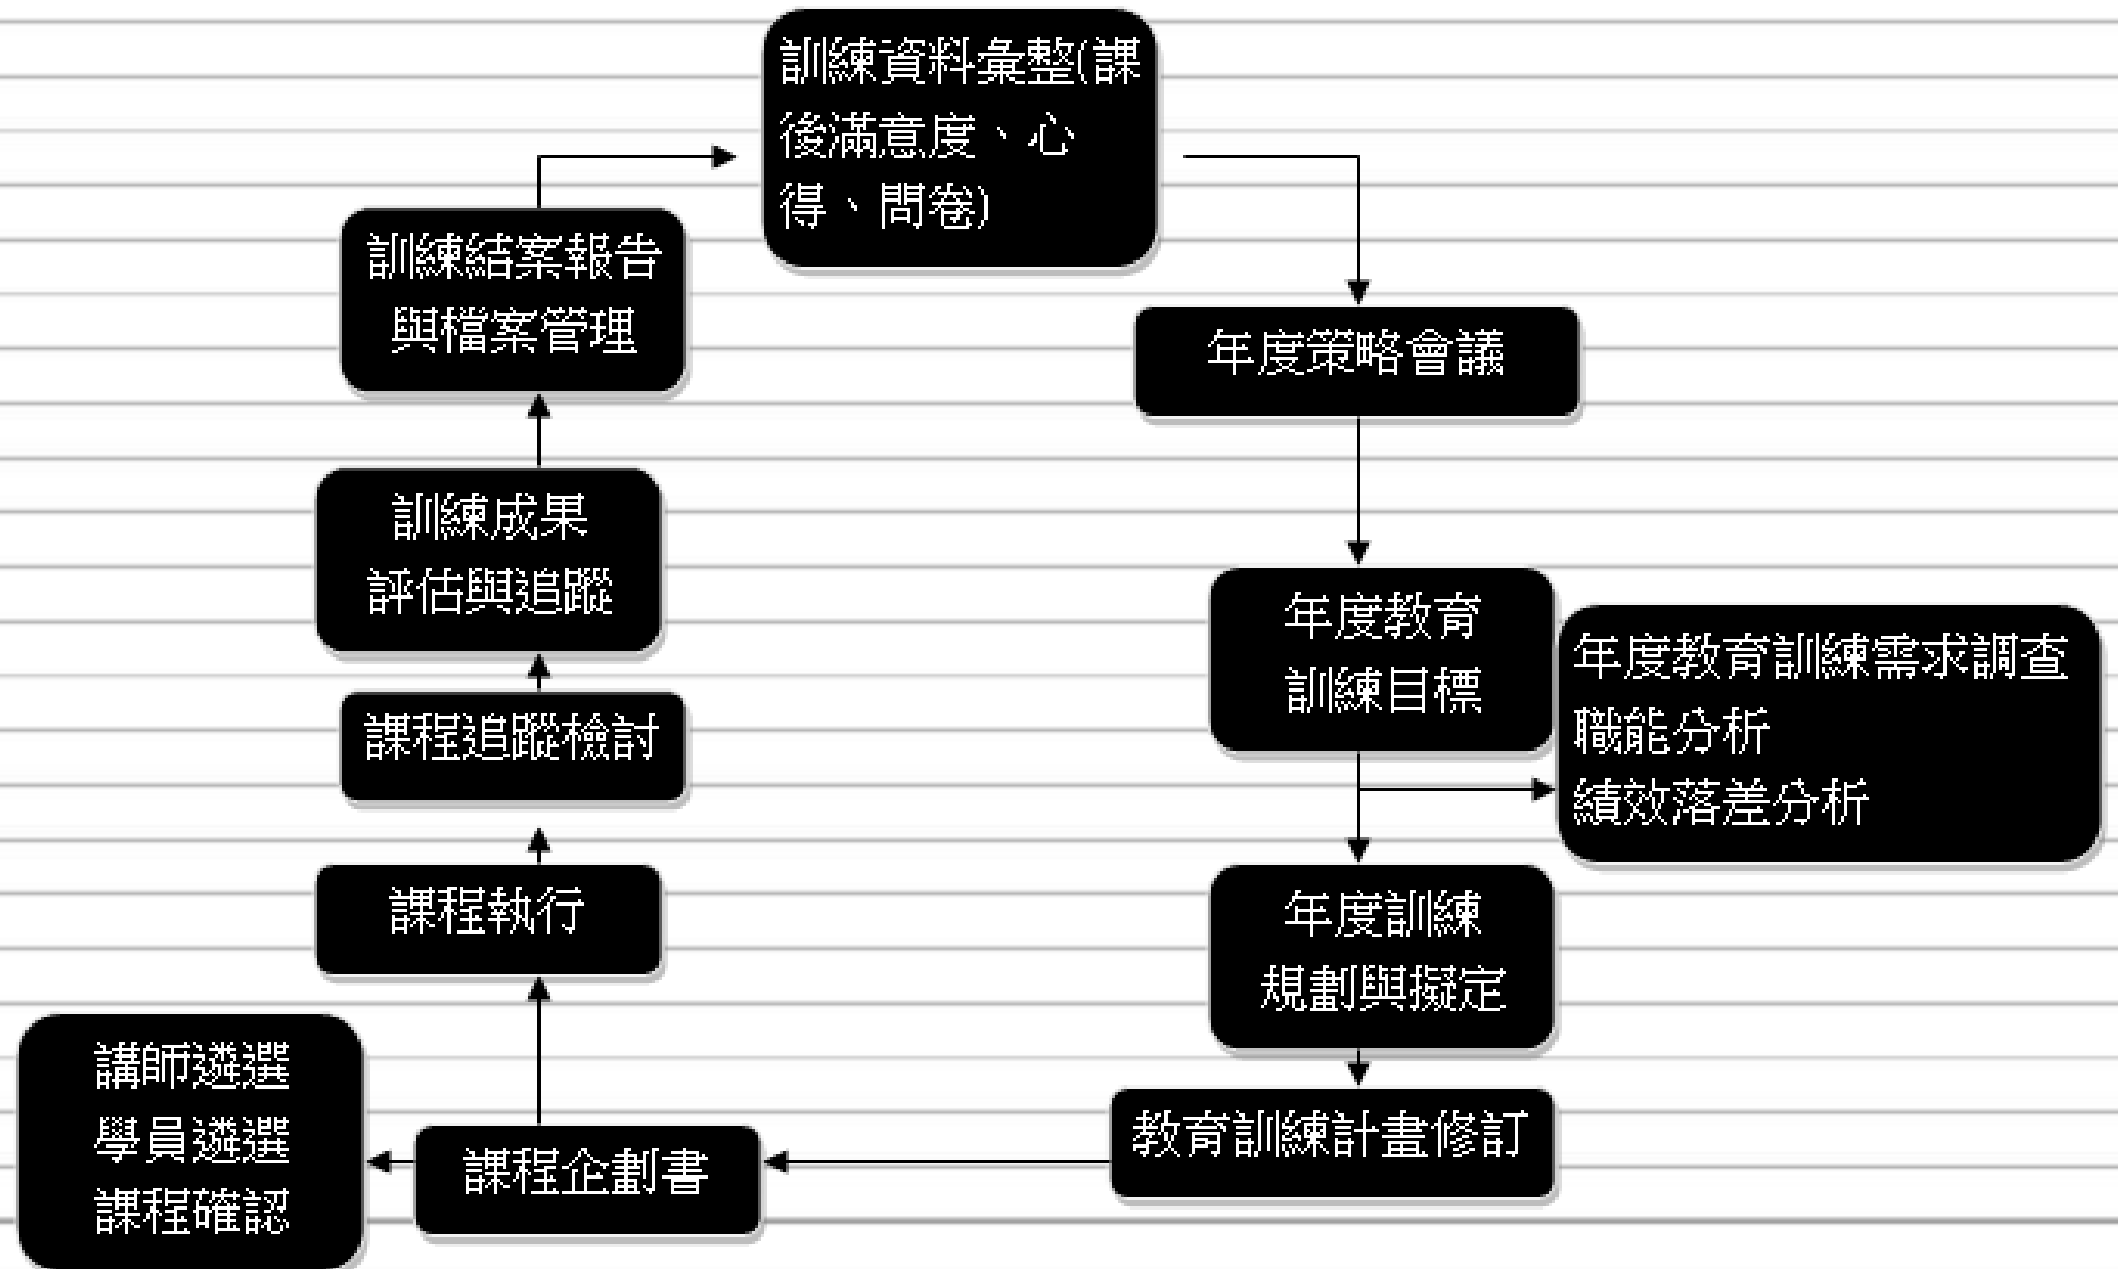 訓練資料彙整(課
後滿意度、心
得、問卷)
訓練結案報告
與檔案管理
年度策略會議
訓練成果
評估與追蹤
年度教育
訓練目標
年度教育訓練需求調查
職能分析
績效落差分析
課程追蹤檢討
課程執行
年度訓練
規劃與擬定
講師遴選
學員遴選
課程確認
課程企劃書
教育訓練計畫修訂